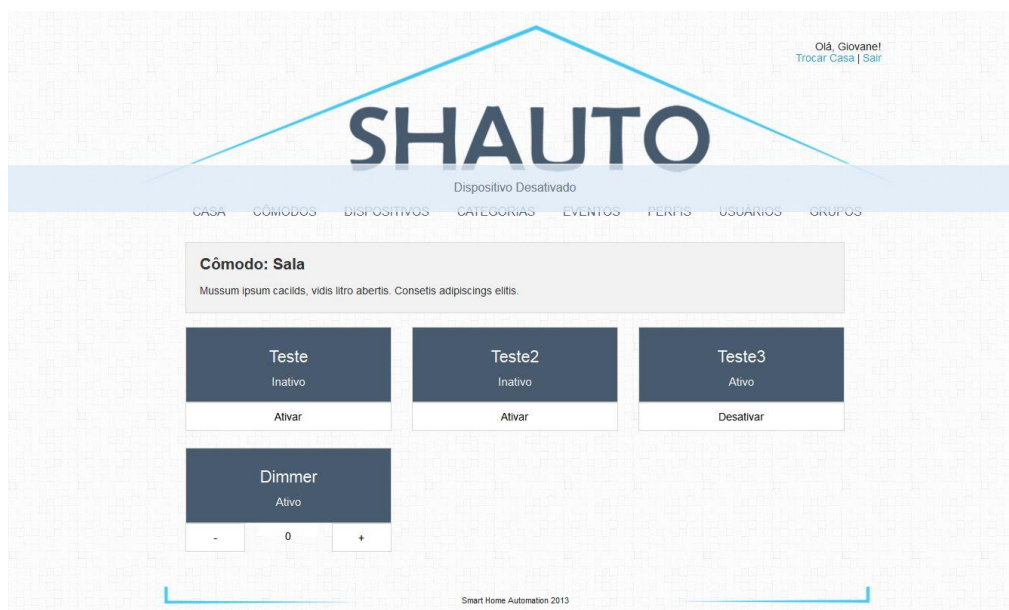 Olá, Giovane!
Trocar Casa | Sair
SHAUTO
Dispositivo Desativado
CASA CÔMODOS DISPOSITIVOS CATEGORIAS EVENTOS PERFIS USUÁRIOS GRUPOS
Cômodo: Sala
Mussum ipsum cacilds, vidis litro abertis. Consetis adipiscings elitis.
Teste Teste2 Teste3
Inativo Inativo Ativo
Ativar Ativar Desativar
Dimmer
Ativo
- 0 +
Smart Home Automation 2013